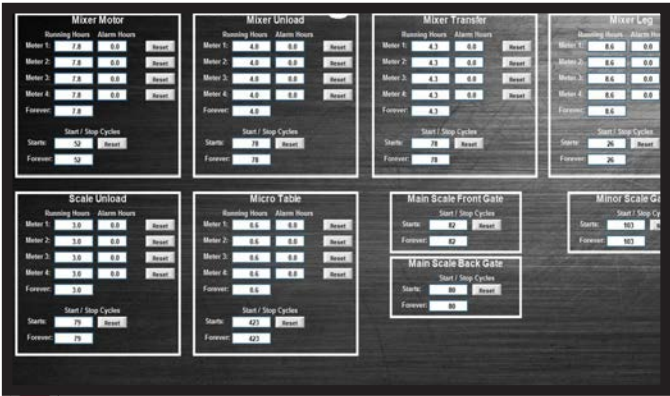 Mixer Motor
Running Hours Alarm Hours
Meter 1: 7.8 0.0 Reset
Meter 2: 7.8 0.0 Reset
Meter 3: 7.8 0.0 Reset
Meter 4: 7.8 0.0 Reset
Forever: 7.8
Start / Stop Cycles
Starts: 52 Reset
Forever: 52
Mixer Unload
Running Hours Alarm Hours
Meter 1: 4.0 0.0 Reset
Meter 2: 4.0 0.0 Reset
Meter 3: 4.0 0.0 Reset
Meter 4: 4.0 0.0 Reset
Forever: 4.0
Start / Stop Cycles
Starts: 78 Reset
Forever: 78
Mixer Transfer
Running Hours Alarm Hours
Meter 1: 4.3 0.0 Reset
Meter 2: 4.3 0.0 Reset
Meter 3: 4.3 0.0 Reset
Meter 4: 4.3 0.0 Reset
Forever: 4.3
Start / Stop Cycles
Starts: 78 Reset
Forever: 78
Mixer Leg
Running Hours Alarm Ho
Meter 1: 8.6 0.0
Meter 2: 8.6 0.0
Meter 3: 8.6 0.0
Meter 4: 8.6 0.0
Forever: 8.6
Start / Stop Cycles
Starts: 26 Reset
Forever: 26
Scale Unload
Running Hours Alarm Hours
Meter 1: 3.0 0.0 Reset
Meter 2: 3.0 0.0 Reset
Meter 3: 3.0 0.0 Reset
Meter 4: 3.0 0.0 Reset
Forever: 3.0
Start / Stop Cycles
Starts: 79 Reset
Forever: 79
Micro Table
Running Hours Alarm Hours
Meter 1: 0.6 0.0 Reset
Meter 2: 0.6 0.0 Reset
Meter 3: 0.6 0.0 Reset
Meter 4: 0.6 0.0 Reset
Forever: 0.6
Start / Stop Cycles
Starts: 423 Reset
Forever: 423
Main Scale Front Gate
Start / Stop Cycles
Starts: 82 Reset
Forever: 82
Main Scale Back Gate
Start / Stop Cycles
Starts: 80 Reset
Forever: 80
Minor Scale Ga
Start / Stop Cy
Starts: 103
Forever: 103